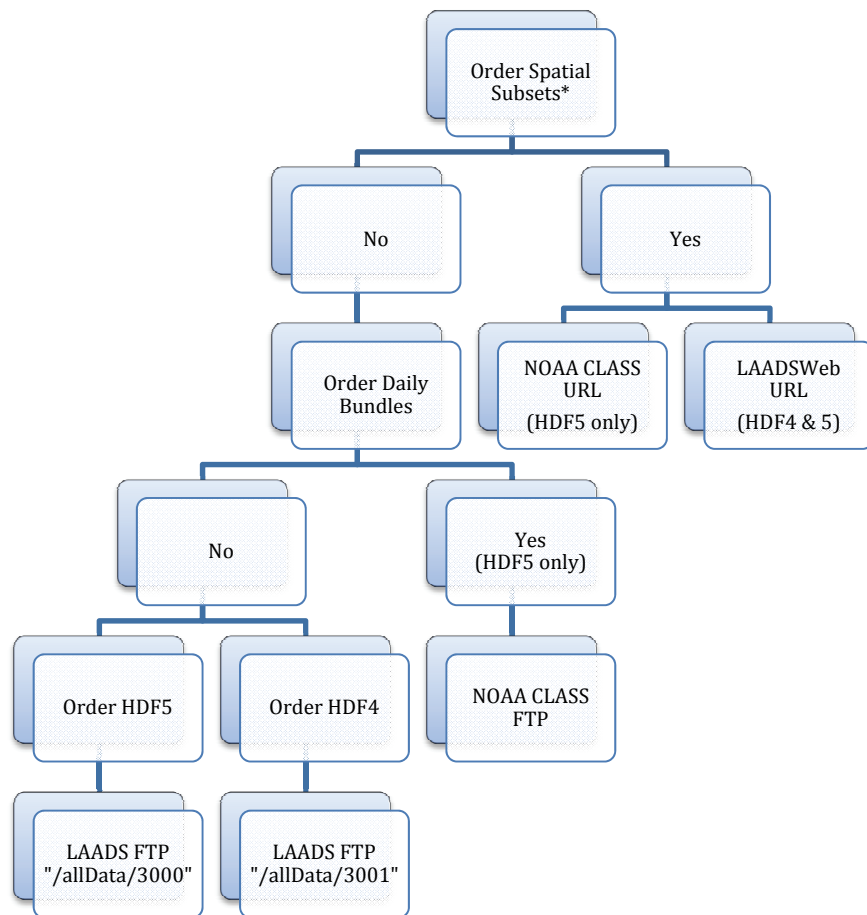 Order Spatial
Subsets*
No
Yes
Order Daily
Bundles
NOAA CLASS
URL
(HDF5 only)
LAADSWeb
URL
(HDF4 & 5)
No
Yes
(HDF5 only)
Order HDF5
Order HDF4
NOAA CLASS
FTP
LAADS FTP
"/allData/3000"
LAADS FTP
"/allData/3001"